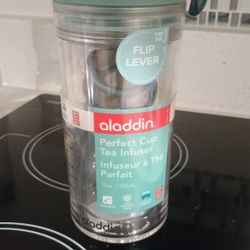 FLIP
LEVER
aladdin
Perfect Cup
Tea Infuser
Infuseur à Thé
Parfait
aladdin